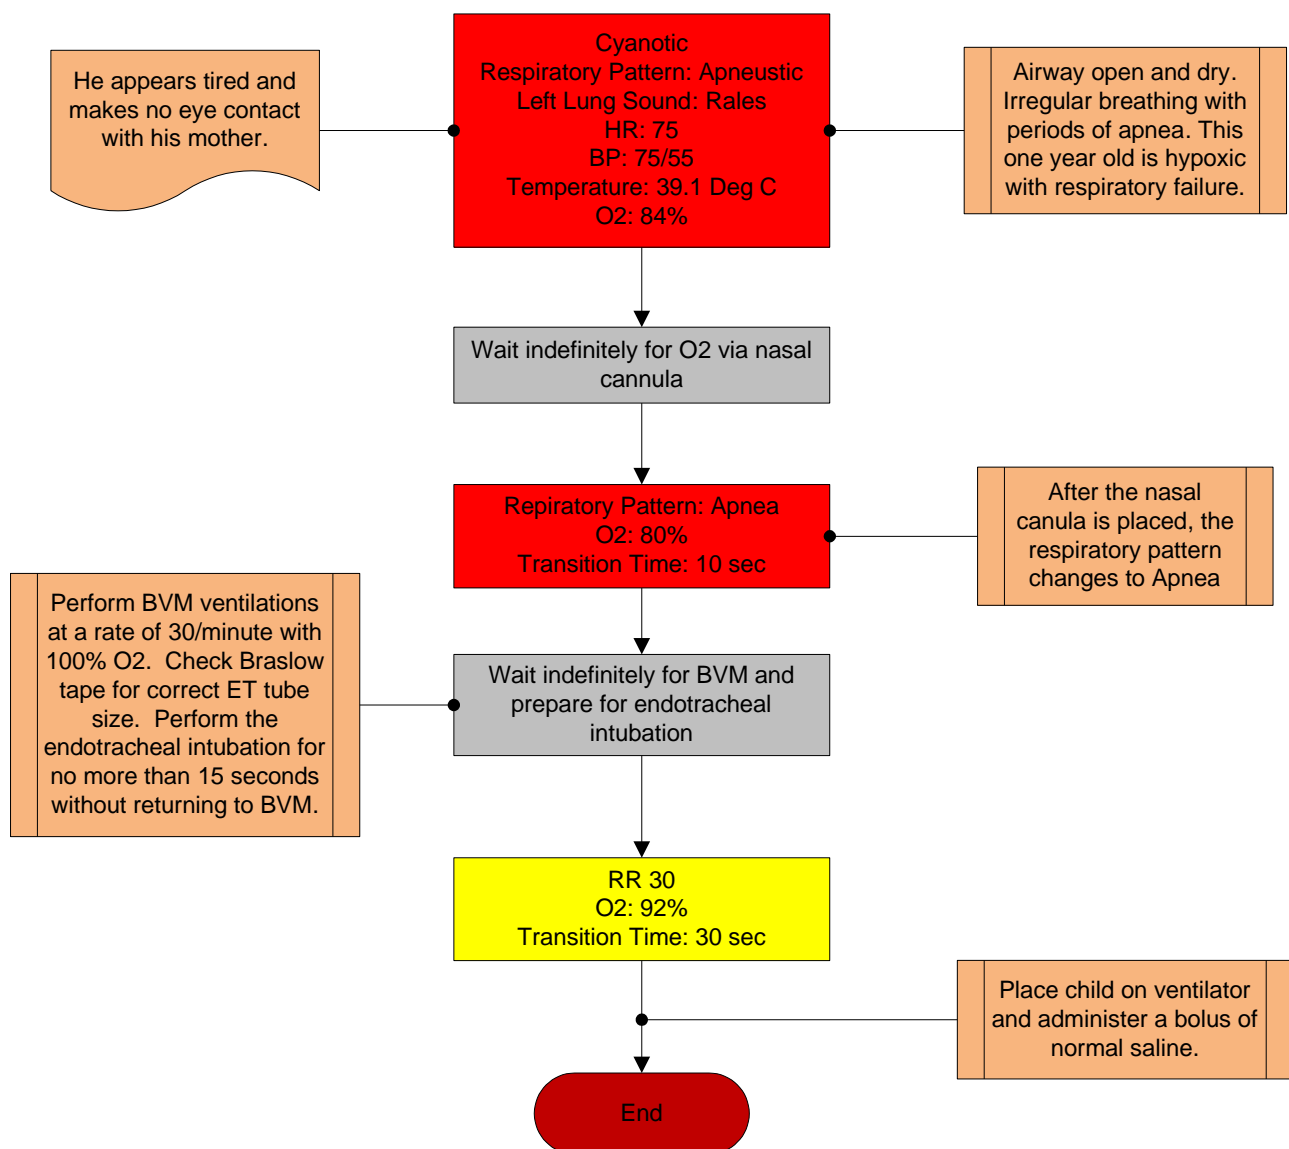 Cyanotic
Respiratory Pattern: Apneustic
Left Lung Sound: Rales
HR: 75
BP: 75/55
Temperature: 39.1 Deg C
O2: 84%
He appears tired and
makes no eye contact
with his mother.
Airway open and dry.
Irregular breathing with
periods of apnea. This
one year old is hypoxic
with respiratory failure.
Wait indefinitely for O2 via nasal
cannula
Repiratory Pattern: Apnea
O2: 80%
Transition Time: 10 sec
After the nasal
canula is placed, the
respiratory pattern
changes to Apnea
Perform BVM ventilations
at a rate of 30/minute with
100% O2. Check Braslow
tape for correct ET tube
size. Perform the
endotracheal intubation for
no more than 15 seconds
without returning to BVM.
Wait indefinitely for BVM and
prepare for endotracheal
intubation
RR 30
O2: 92%
Transition Time: 30 sec
Place child on ventilator
and administer a bolus of
normal saline.
End